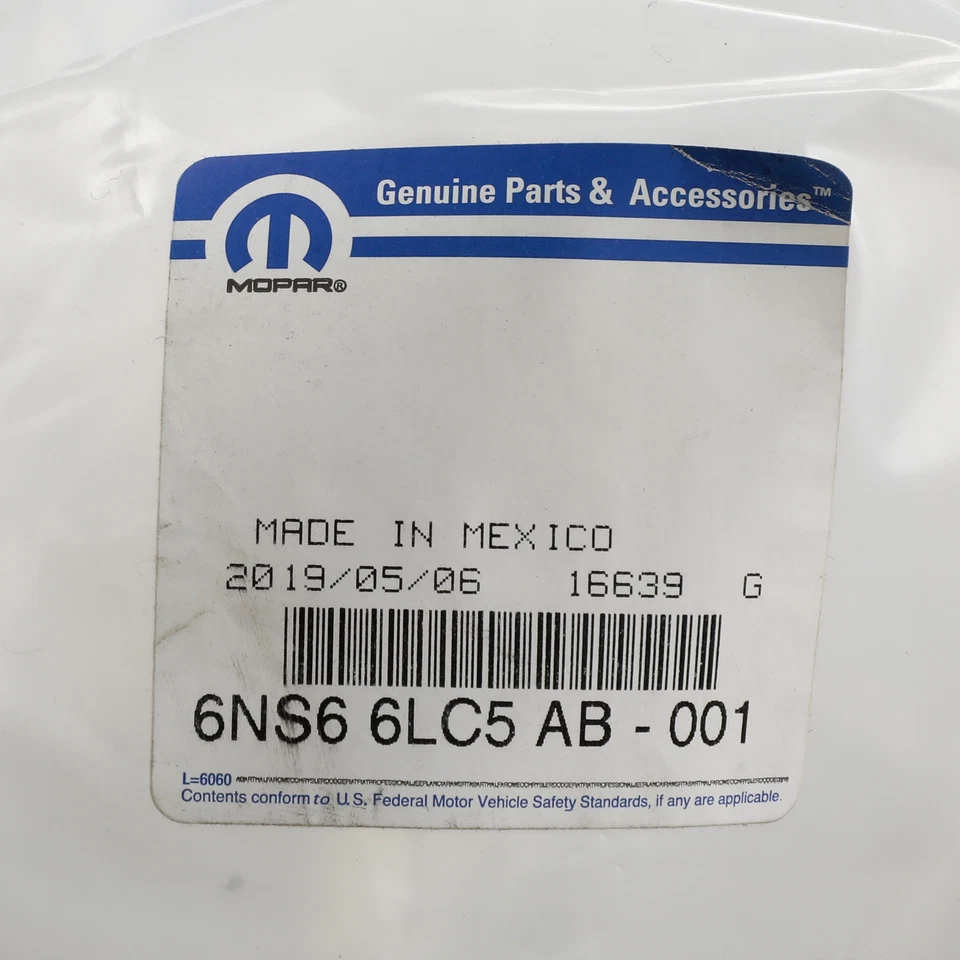 Genuine Parts & Accessories™
MOPAR®
MADE IN MEXICO
2019/05/06 16639 G
6NS6 6LC5 AB - 001
L=6060
Contents conform to U.S. Federal Motor Vehicle Safety Standards, if any are applicable.